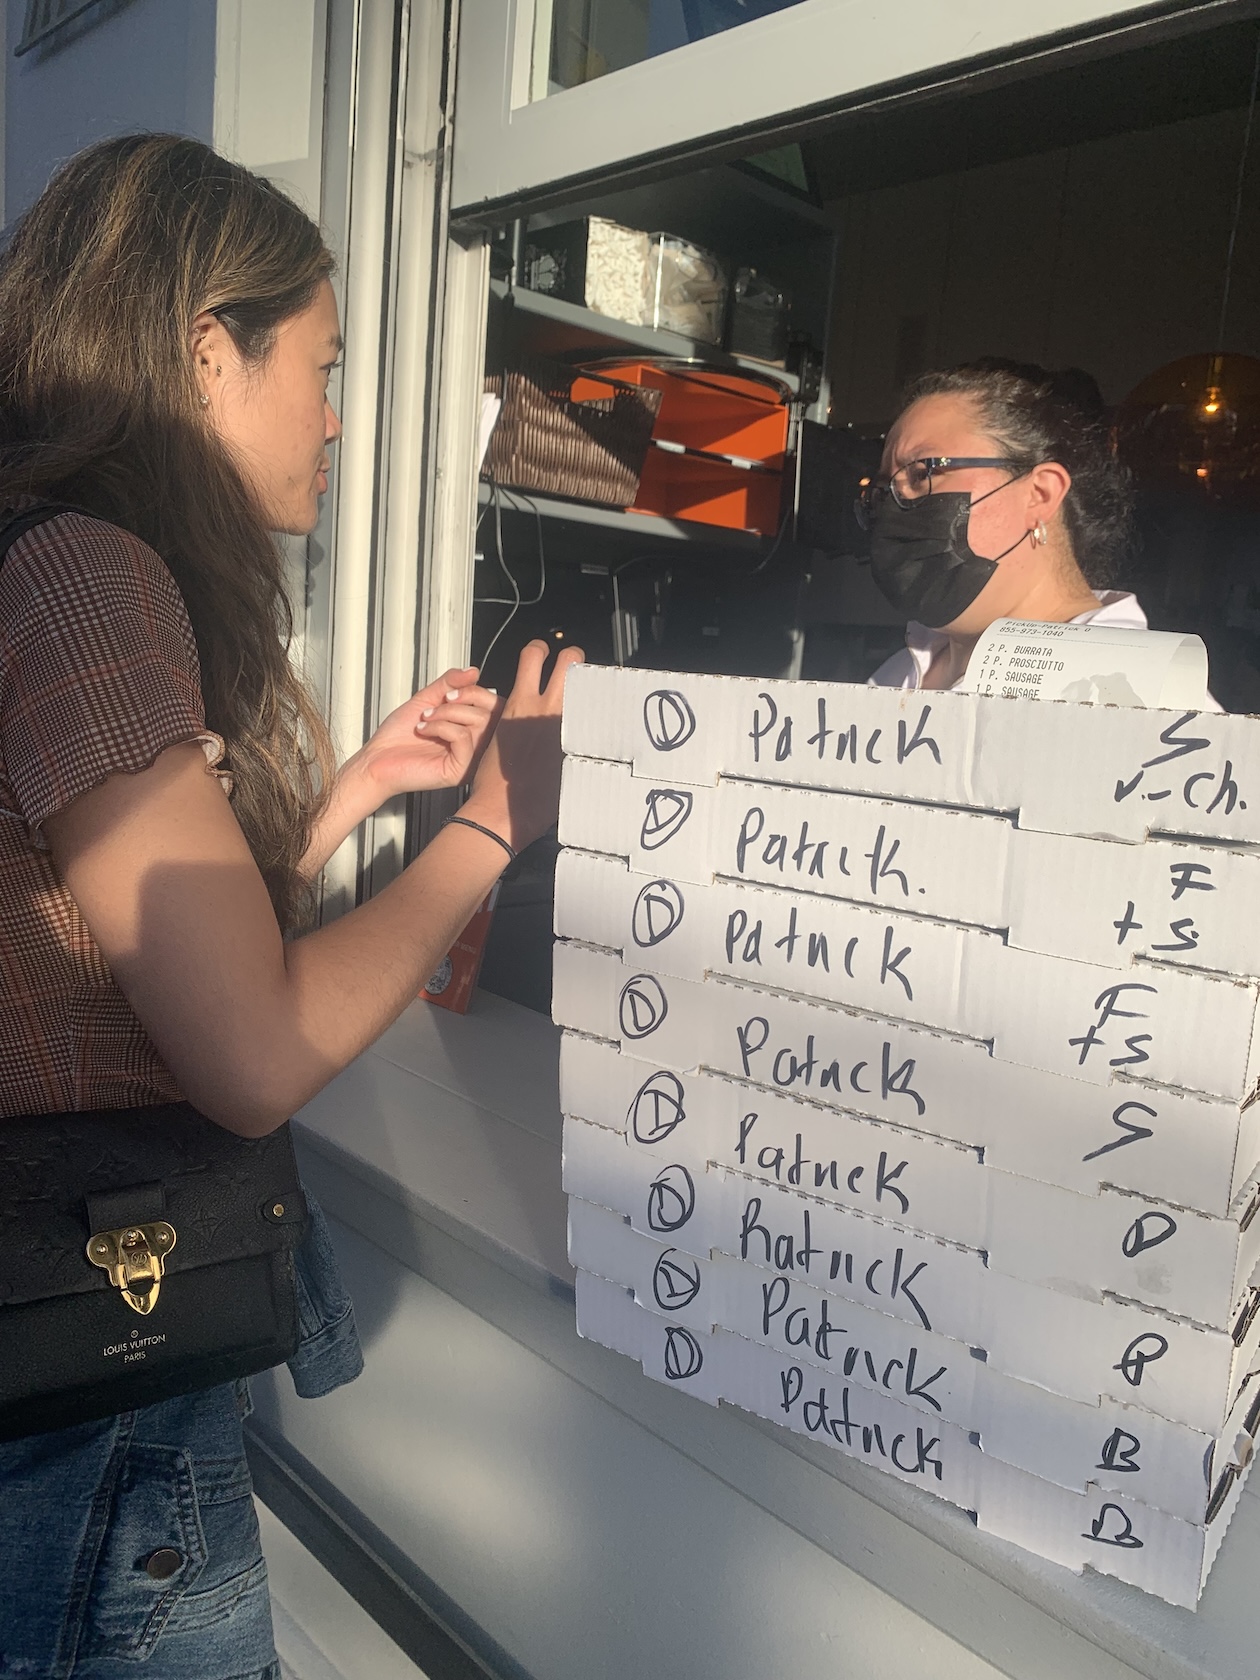 Pickup-Patrick D
855-973-1040
2 P. BURRATA
2 P. PROSCIUTTO
1 P. SAUSAGE
1 P. SAUSAGE
D Patrick S
✓-Ch.
D Patrick. F
+ S
D Patrick F
+ S
D Patrick S
D Patrick P
D Patrick P
D Patrick B
D Patrick B
LOUIS VUITTON
PARIS